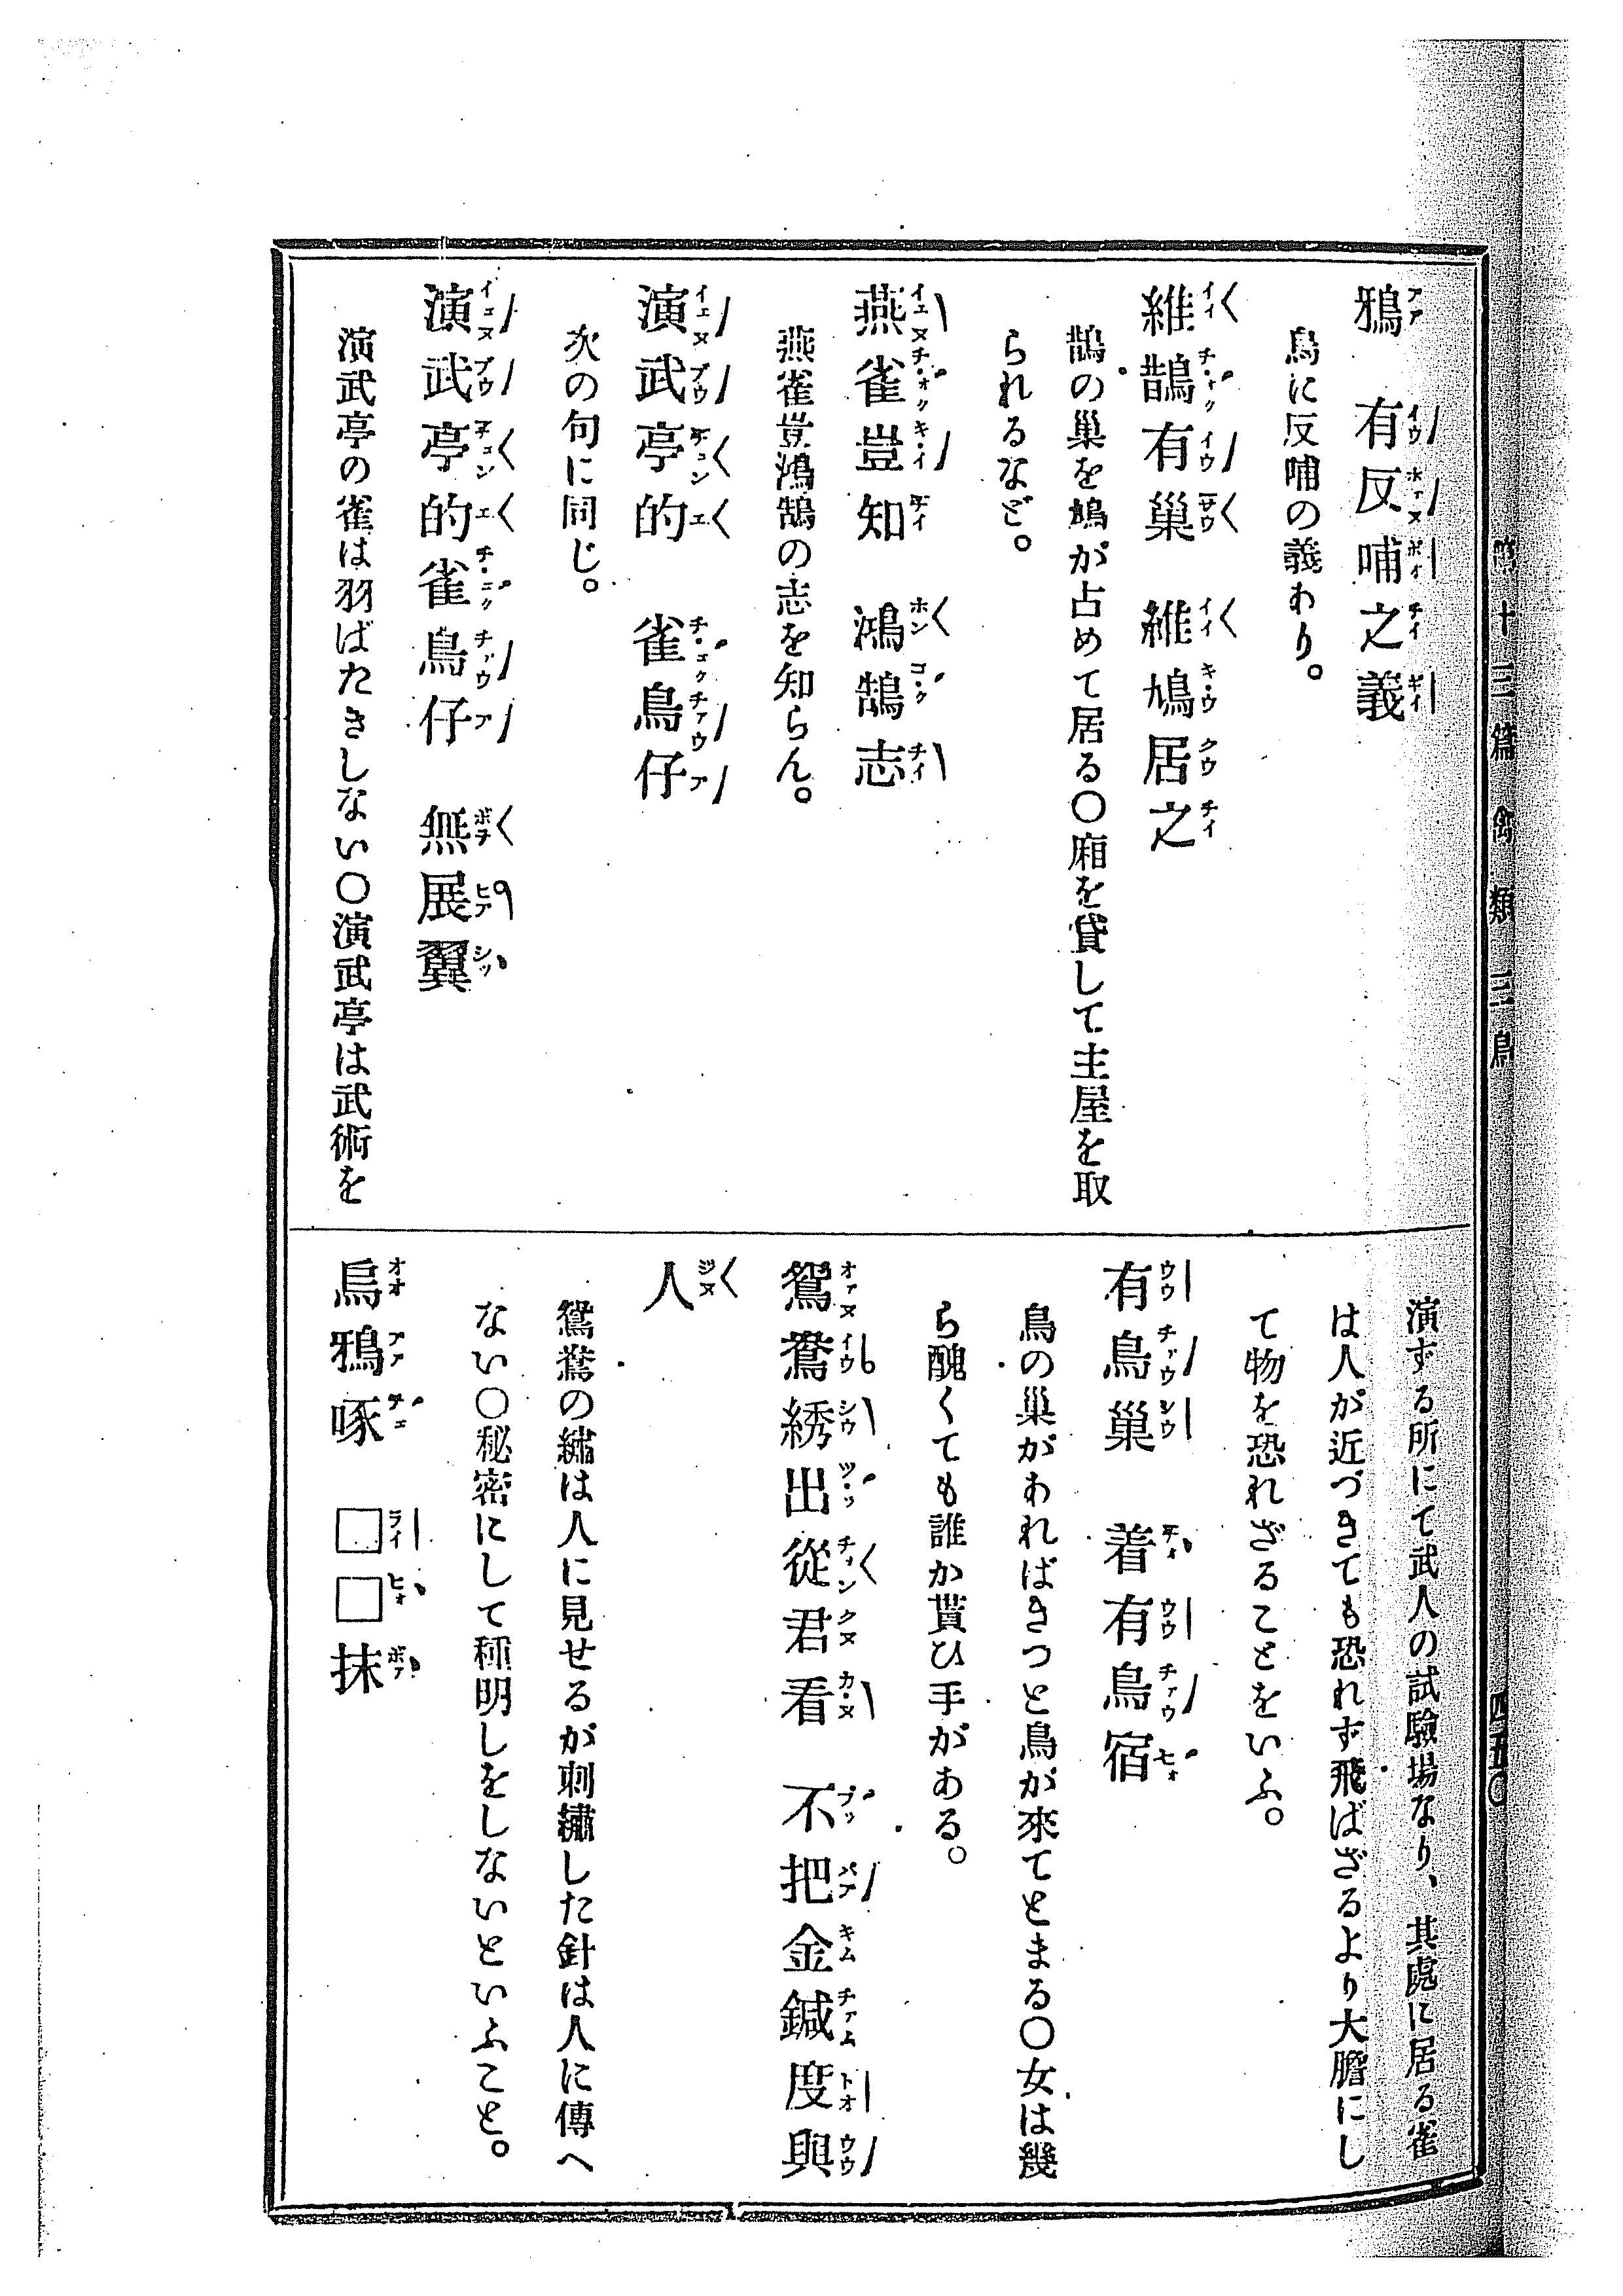 第十三篇 禽類 三鳥
四五〇
鴉 有反哺之義
烏に反哺の義あり。
維鵲有巢 維鳩居之
鵲の巢を鳩が占めて居る〇廂を貸して主屋を取
られるなど。
燕雀豈知 鴻鵠志
燕雀豈鴻鵠の志を知らん。
演武亭的 雀鳥仔
次の句に同じ。
演武亭的雀鳥仔 無展翼
演武亭の雀は羽ばたきしない〇演武亭は武術を
演ずる所にて武人の試驗場なり、其處に居る雀
は人が近づきても恐れず飛ばざるより大膽にし
て物を恐れざることをいふ。
有鳥巢 着有鳥宿
鳥の巢があればきつと鳥が來てとまる〇女は幾
ら醜くても誰か貰ひ手がある。
鴛鴦綉出從君看 不把金鍼度與
人
鴛鴦の繡は人に見せるが刺繡した針は人に傳へ
ない〇秘密にして種明しをしないといふこと。
烏鴉啄 □□抹